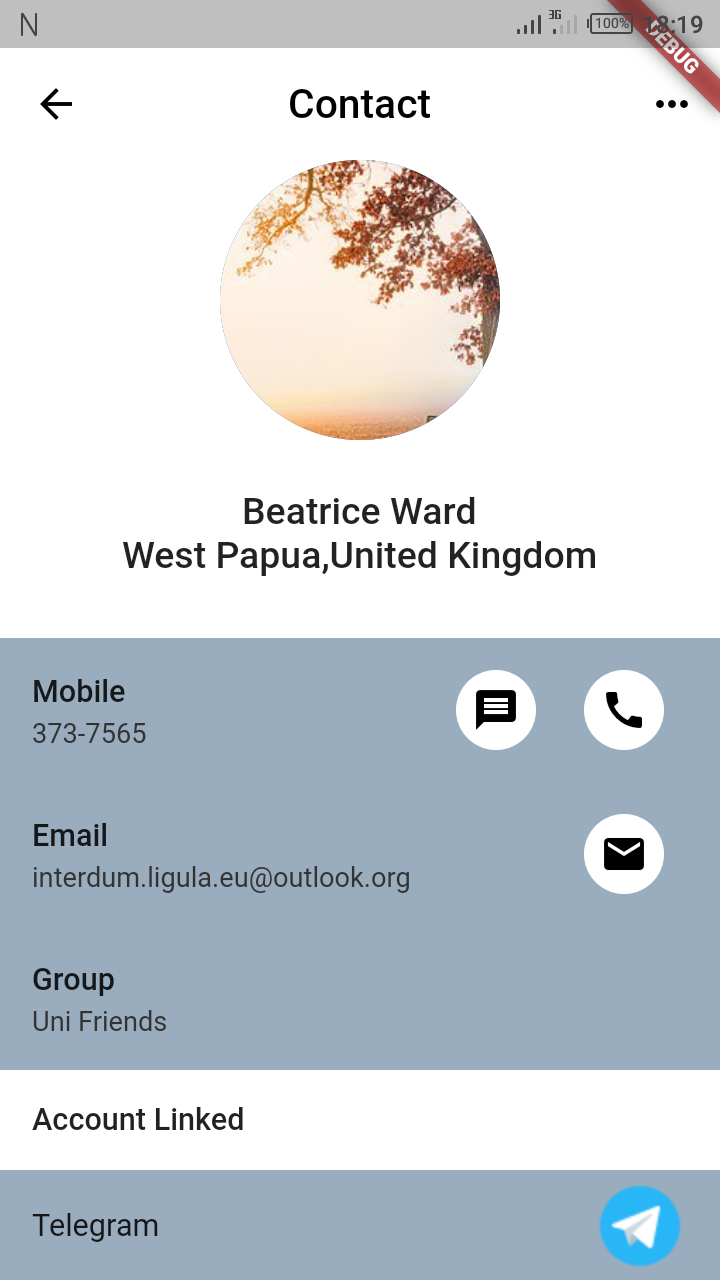 3G 100% 18:19
DEBUG
Contact
Beatrice Ward
West Papua,United Kingdom
Mobile
373-7565
Email
interdum.ligula.eu@outlook.org
Group
Uni Friends
Account Linked
Telegram